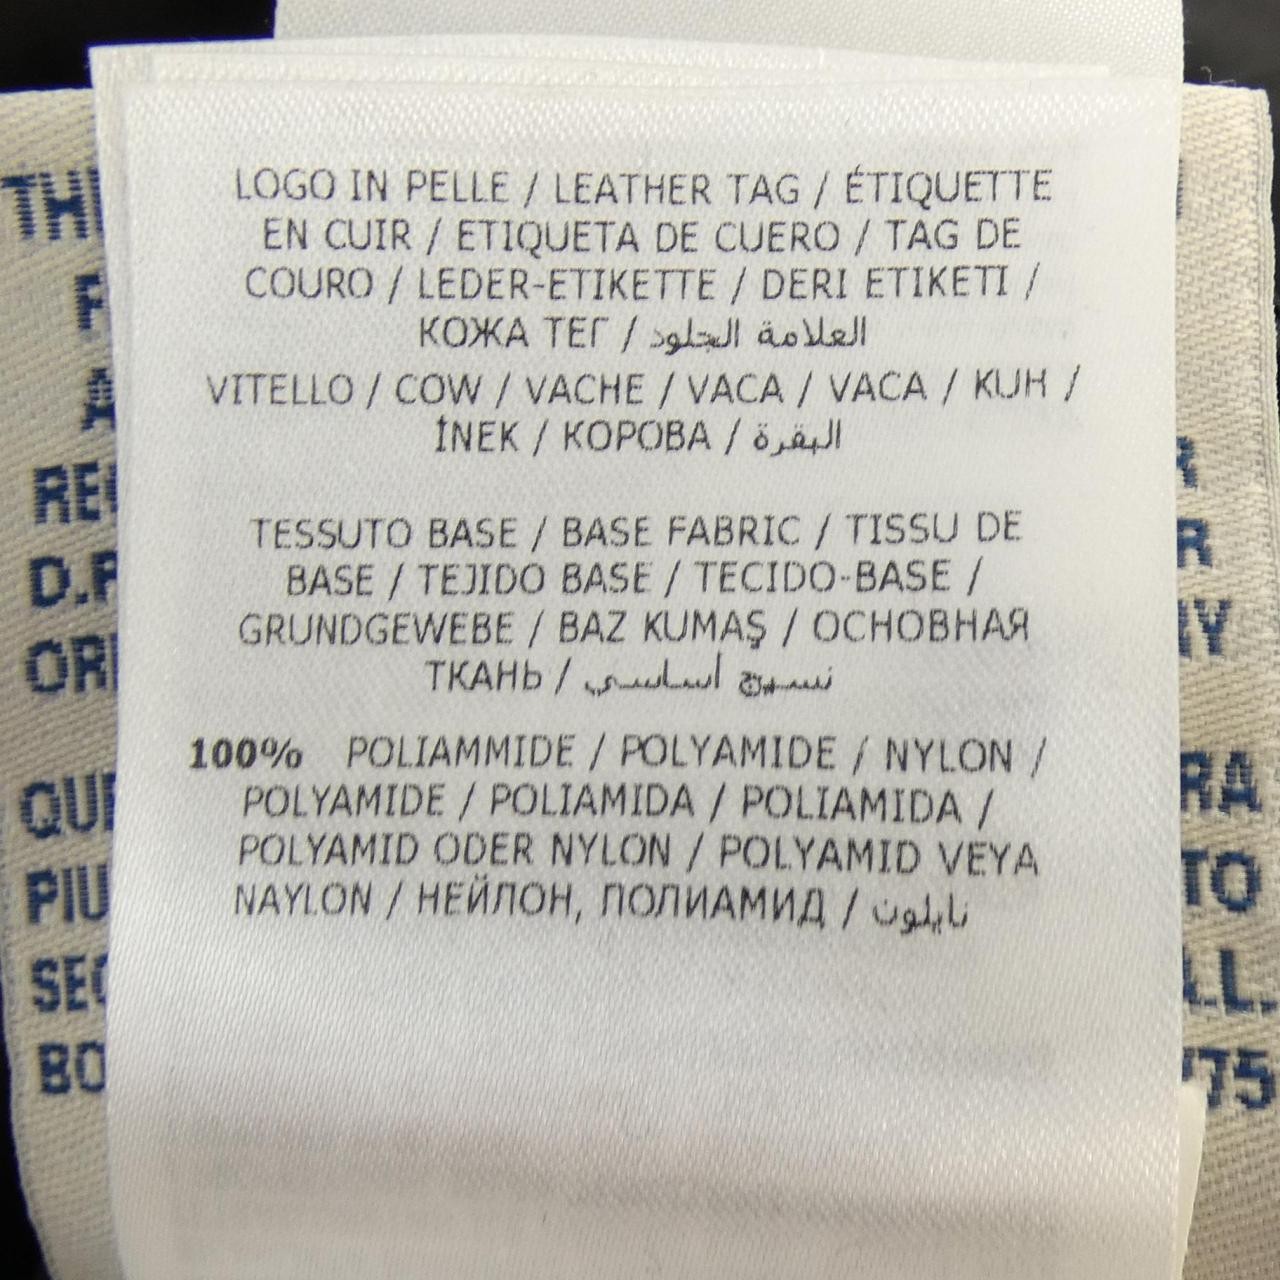 LOGO IN PELLE / LEATHER TAG / ÉTIQUETTE
EN CUIR / ETIQUETA DE CUERO / TAG DE
COURO / LEDER-ETIKETTE / DERI ETIKETI /
КОЖА ТЕГ / العلامة الجلود
VITELLO / COW / VACHE / VACA / VACA / KUH /
İNEK / КОРОВА / البقرة
TESSUTO BASE / BASE FABRIC / TISSU DE
BASE / TEJIDO BASE / TECIDO-BASE /
GRUNDGEWEBE / BAZ KUMAŞ / ОСНОВНАЯ
ТКАНЬ / نسيج أساسي
100% POLIAMMIDE / POLYAMIDE / NYLON /
POLYAMIDE / POLIAMIDA / POLIAMIDA /
POLYAMID ODER NYLON / POLYAMID VEYA
NAYLON / НЕЙЛОН, ПОЛИАМИД / نايلون